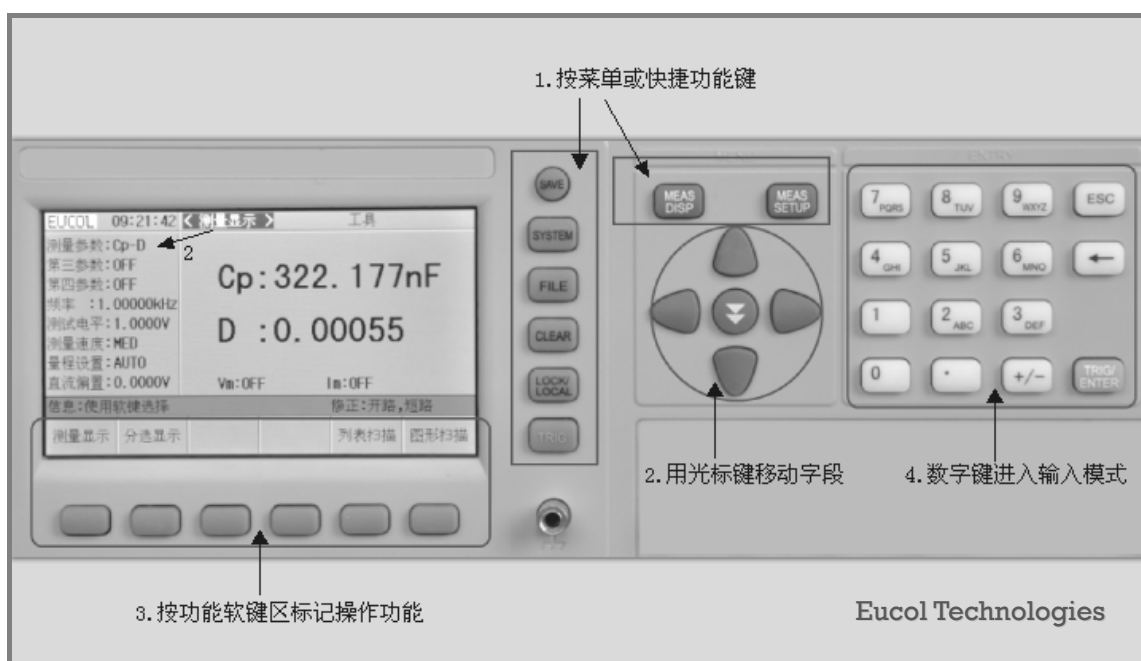 1.按菜单或快捷功能键
SAVE
SYSTEM
FILE
CLEAR
LOCK/
LOCAL
TRIG
MEAS
DISP
MEAS
SETUP
ENTRY
7 PQRS
8 TUV
9 WXYZ
ESC
4 GHI
5 JKL
6 MNO
←
1
2 ABC
3 DEF
0
.
+/-
TRIG/
ENTER
EUCOL 09:21:42 < 测量显示 > 工具
测量参数:Cp-D
2
第三参数:OFF
第四参数:OFF
频率 :1.00000kHz
测试电平:1.0000V
测量速度:MED
量程设置:AUTO
直流偏置:0.0000V
Cp:322.177nF
D :0.00055
Vm:OFF Im:OFF
信息:使用软键选择 修正:开路,短路
测量显示 分选显示 列表扫描 图形扫描
2.用光标键移动字段
4.数字键进入输入模式
3.按功能软键区标记操作功能
Eucol Technologies